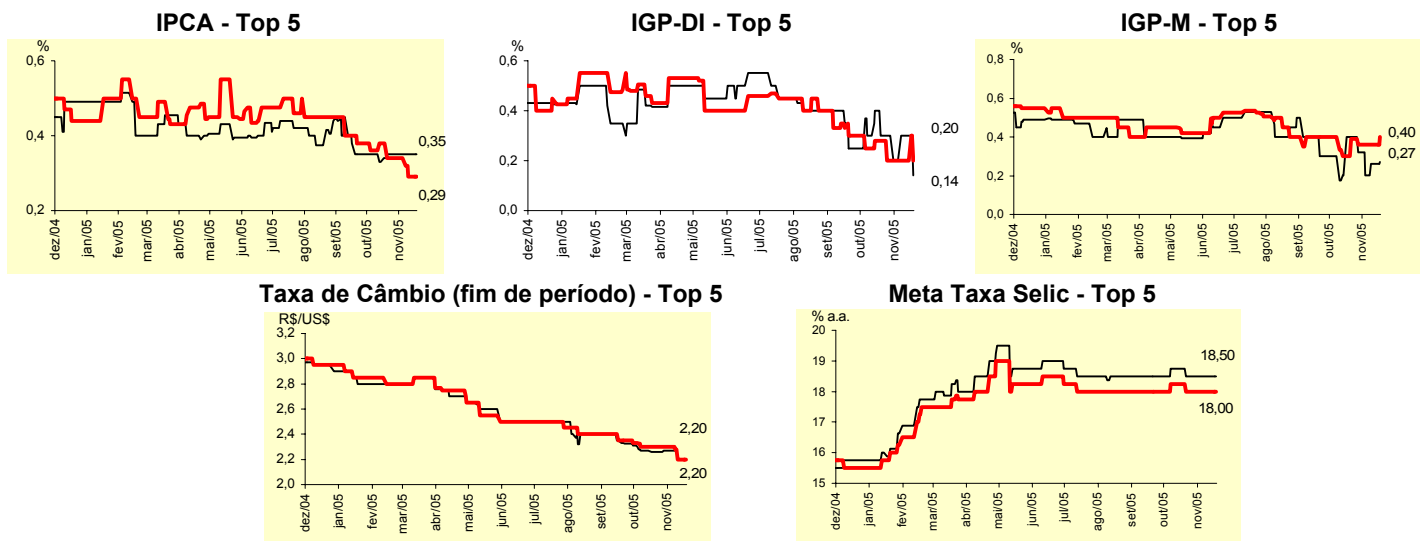 IPCA - Top 5
%
0,6
0,4
0,2
0,35
0,29
dez/04
jan/05
fev/05
mar/05
abr/05
mai/05
jun/05
jul/05
ago/05
set/05
out/05
nov/05
IGP-DI - Top 5
%
0,6
0,4
0,2
0,0
0,20
0,14
dez/04
jan/05
fev/05
mar/05
abr/05
mai/05
jun/05
jul/05
ago/05
set/05
out/05
nov/05
IGP-M - Top 5
%
0,8
0,6
0,4
0,2
0,0
0,40
0,27
dez/04
jan/05
fev/05
mar/05
abr/05
mai/05
jun/05
jul/05
ago/05
set/05
out/05
nov/05
Taxa de Câmbio (fim de período) - Top 5
R$/US$
3,2
3,0
2,8
2,6
2,4
2,2
2,0
2,20
2,20
dez/04
jan/05
fev/05
mar/05
abr/05
mai/05
jun/05
jul/05
ago/05
set/05
out/05
nov/05
Meta Taxa Selic - Top 5
% a.a.
20
19
18
17
16
15
18,50
18,00
dez/04
jan/05
fev/05
mar/05
abr/05
mai/05
jun/05
jul/05
ago/05
set/05
out/05
nov/05